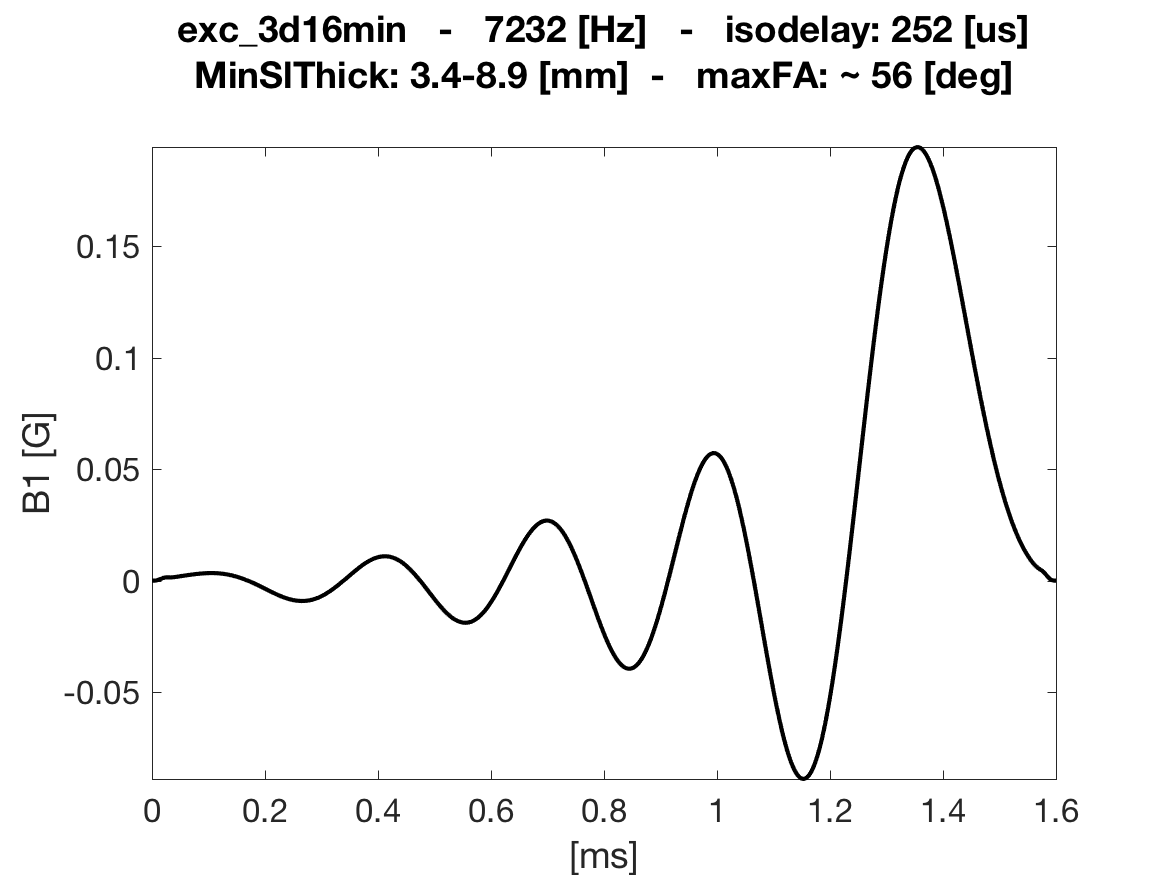 exc_3d16min - 7232 [Hz] - isodelay: 252 [us]
MinSlThick: 3.4-8.9 [mm] - maxFA: ~ 56 [deg]
0.15
0.1
0.05
0
-0.05
B1 [G]
0 0.2 0.4 0.6 0.8 1 1.2 1.4 1.6
[ms]